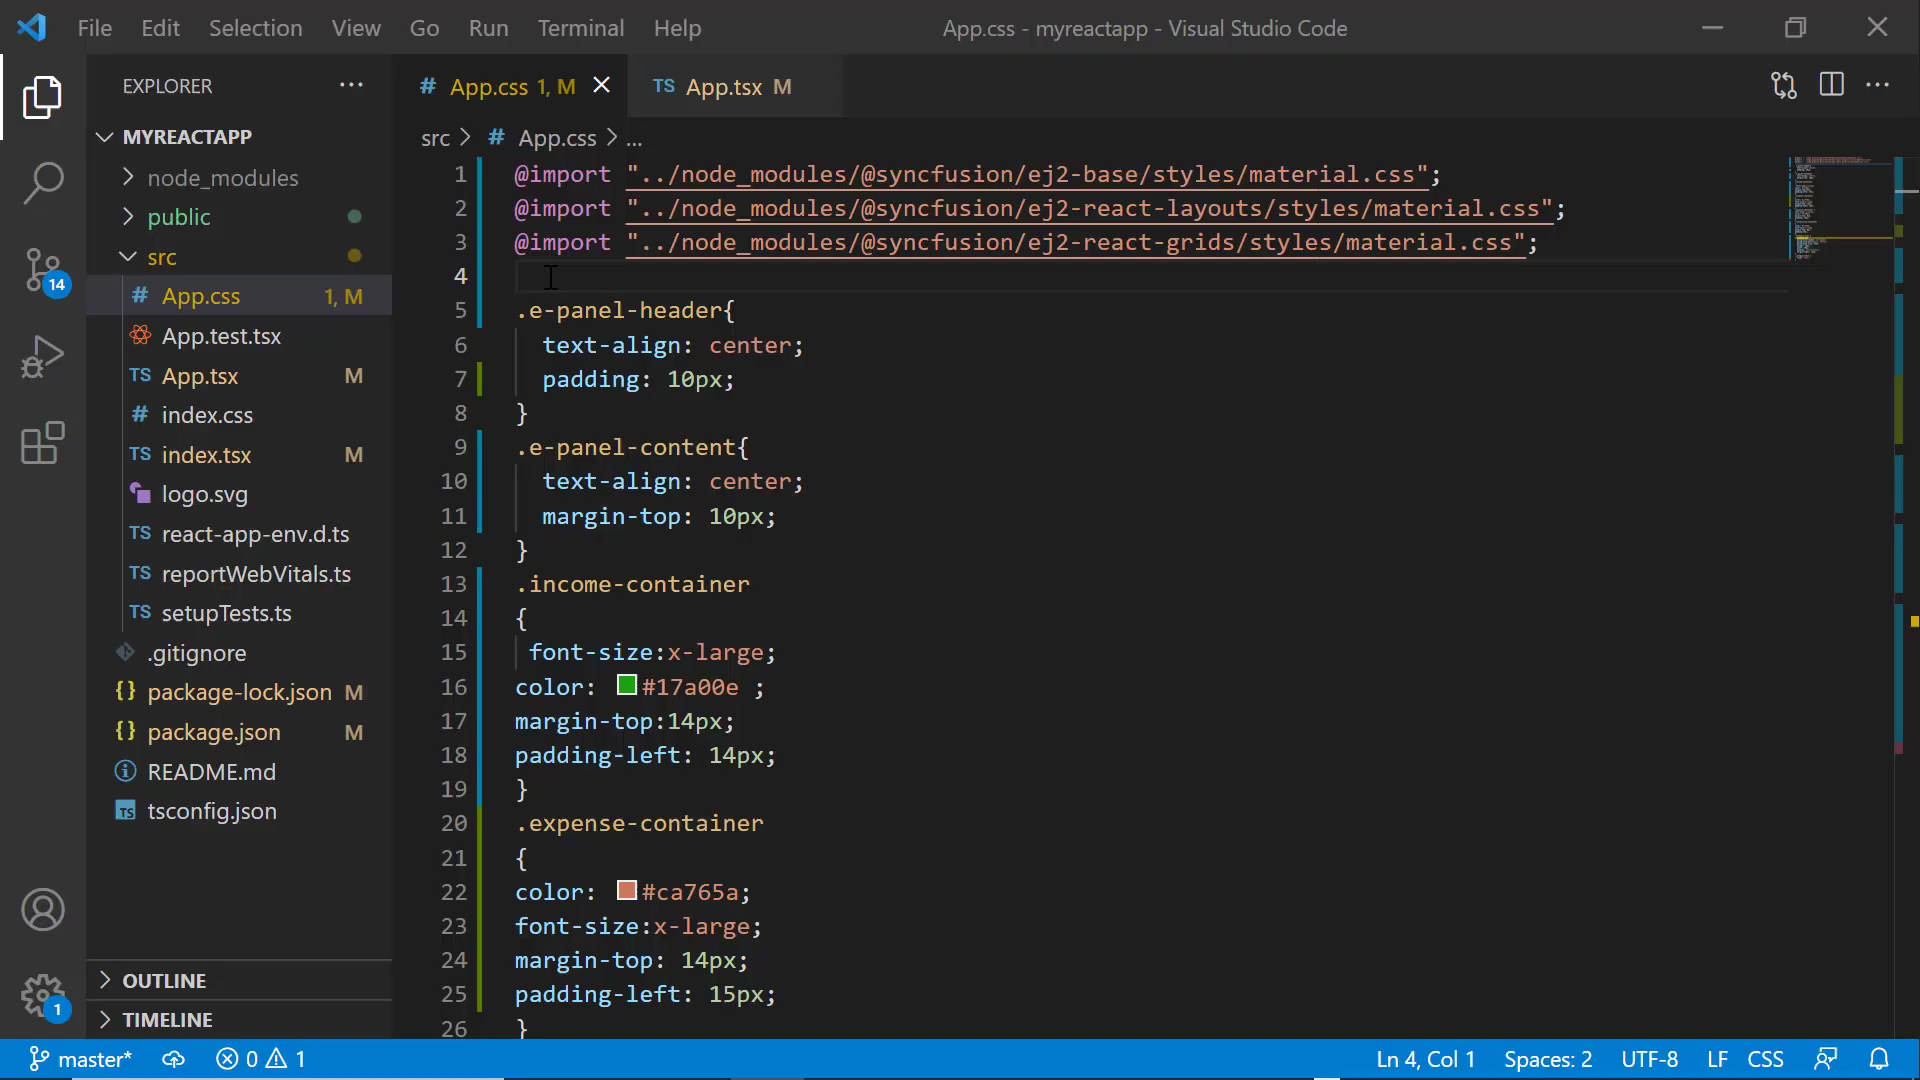 File Edit Selection View Go Run Terminal Help
App.css - myreactapp - Visual Studio Code
EXPLORER
MYREACTAPP
node_modules
public
src
# App.css 1, M
App.test.tsx
TS App.tsx M
# index.css
TS index.tsx M
logo.svg
TS react-app-env.d.ts
TS reportWebVitals.ts
TS setupTests.ts
.gitignore
{} package-lock.json M
{} package.json M
README.md
TS tsconfig.json
OUTLINE
TIMELINE
14
1
# App.css 1, M
TS App.tsx M
src > # App.css > ...
1 @import "../node_modules/@syncfusion/ej2-base/styles/material.css";
2 @import "../node_modules/@syncfusion/ej2-react-layouts/styles/material.css";
3 @import "../node_modules/@syncfusion/ej2-react-grids/styles/material.css";
4
5 .e-panel-header{
6 text-align: center;
7 padding: 10px;
8 }
9 .e-panel-content{
10 text-align: center;
11 margin-top: 10px;
12 }
13 .income-container
14 {
15 font-size:x-large;
16 color: #17a00e ;
17 margin-top:14px;
18 padding-left: 14px;
19 }
20 .expense-container
21 {
22 color: #ca765a;
23 font-size:x-large;
24 margin-top: 14px;
25 padding-left: 15px;
26 }
master* 0 1
Ln 4, Col 1 Spaces: 2 UTF-8 LF CSS